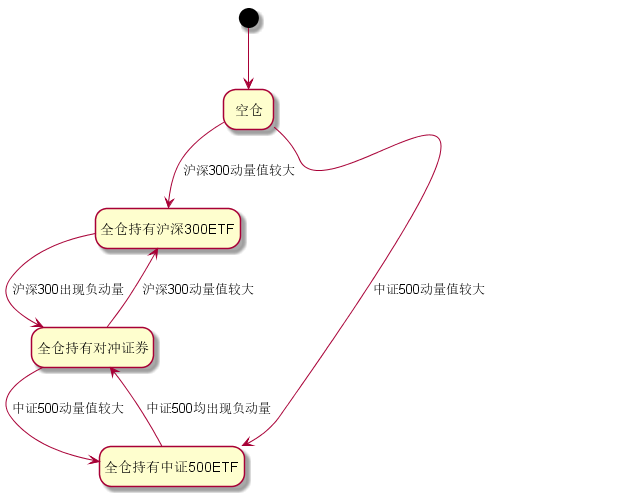 空仓
沪深300动量值较大
全仓持有沪深300ETF
沪深300出现负动量
沪深300动量值较大
中证500动量值较大
全仓持有对冲证券
中证500动量值较大
中证500均出现负动量
全仓持有中证500ETF